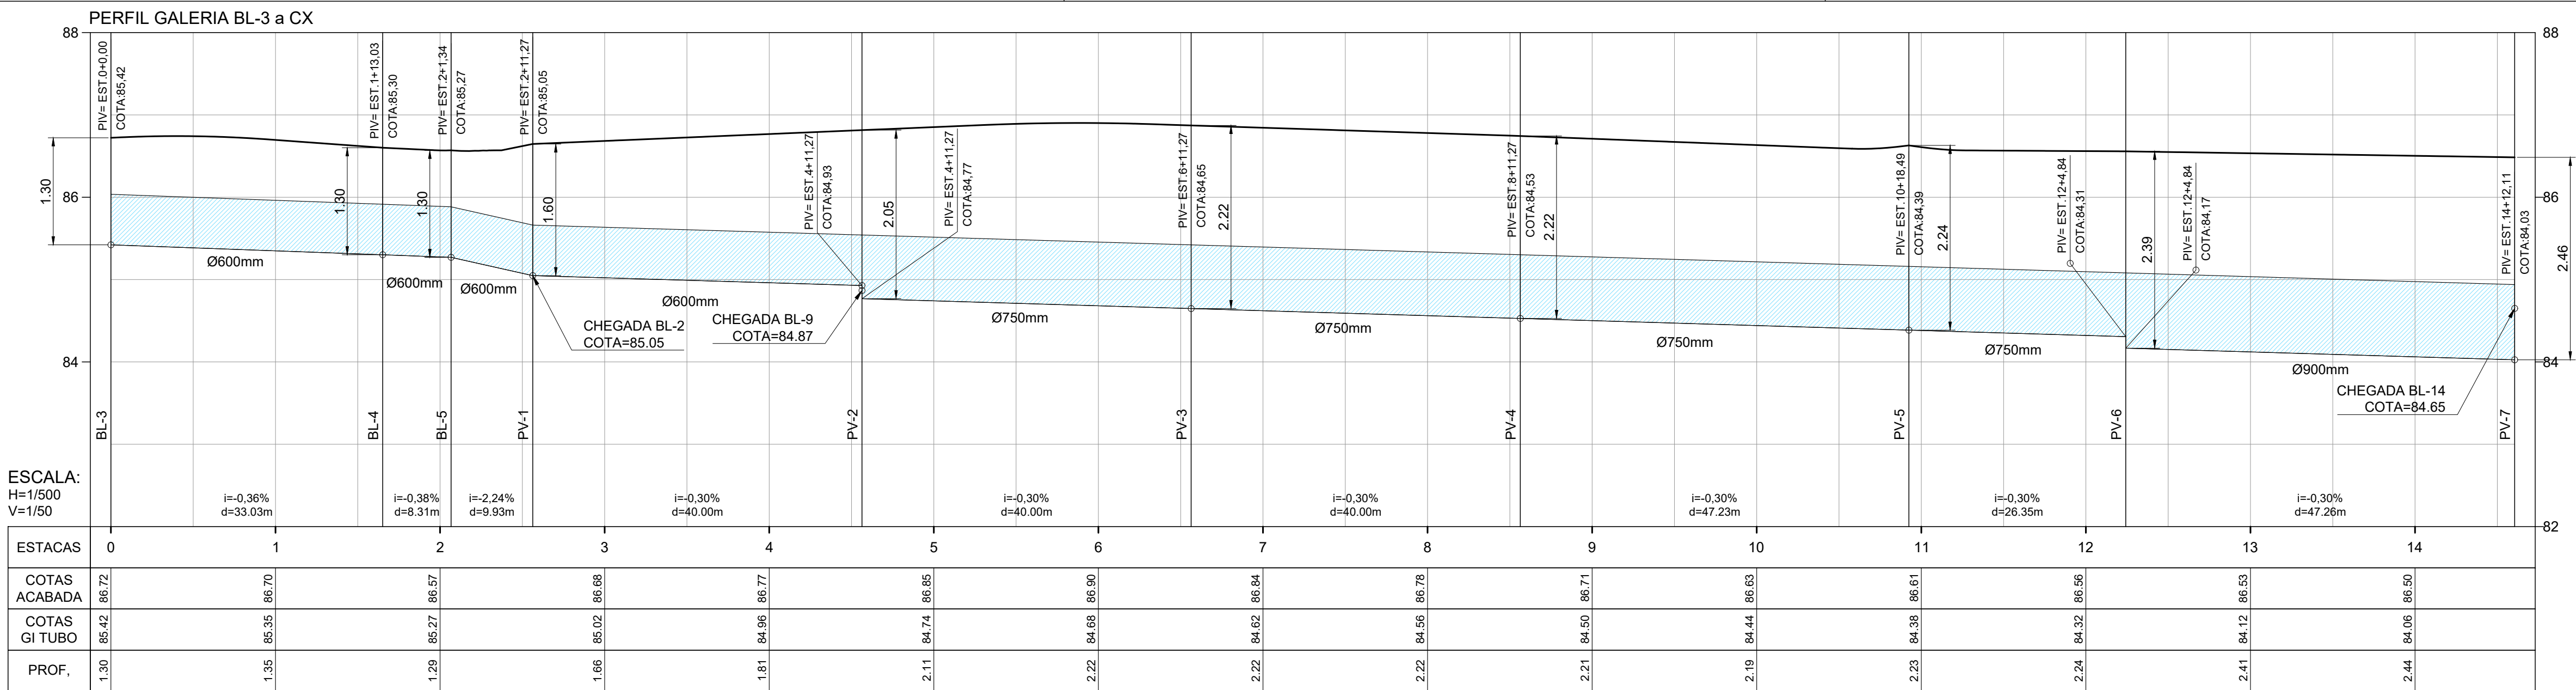 PERFIL GALERIA BL-3 a CX
88
88
86
86
84
84
82
PIV= EST.0+0,00
COTA:85,42
PIV= EST.1+13,03
COTA:85,30
PIV= EST.2+1,34
COTA:85,27
PIV= EST.2+11,27
COTA:85,05
PIV= EST.4+11,27
COTA:84,93
PIV= EST.4+11,27
COTA:84,77
PIV= EST.6+11,27
COTA:84,65
PIV= EST.8+11,27
COTA:84,53
PIV= EST.10+18,49
COTA:84,39
PIV= EST.12+4,84
COTA:84,31
PIV= EST.12+4,84
COTA:84,17
PIV= EST.14+12,11
COTA:84,03
1.30
1.30
1.30
1.60
2.05
2.22
2.22
2.24
2.39
2.46
Ø600mm
Ø600mm
Ø600mm
Ø600mm
Ø750mm
Ø750mm
Ø750mm
Ø750mm
Ø900mm
CHEGADA BL-2
COTA=85.05
CHEGADA BL-9
COTA=84.87
CHEGADA BL-14
COTA=84.65
BL-3
BL-4
BL-5
PV-1
PV-2
PV-3
PV-4
PV-5
PV-6
PV-7
ESCALA:
H=1/500
V=1/50
i=-0,36%
d=33.03m
i=-0,38%
d=8.31m
i=-2,24%
d=9.93m
i=-0,30%
d=40.00m
i=-0,30%
d=40.00m
i=-0,30%
d=40.00m
i=-0,30%
d=47.23m
i=-0,30%
d=26.35m
i=-0,30%
d=47.26m
ESTACAS 0 1 2 3 4 5 6 7 8 9 10 11 12 13 14
COTAS
ACABADA
86.72 86.70 86.57 86.68 86.77 86.85 86.90 86.84 86.78 86.71 86.63 86.61 86.56 86.53 86.50
COTAS
GI TUBO
85.42 85.35 85.27 85.02 84.96 84.74 84.68 84.62 84.56 84.50 84.44 84.38 84.32 84.12 84.06
PROF, 1.30 1.35 1.29 1.66 1.81 2.11 2.22 2.22 2.22 2.21 2.19 2.23 2.24 2.41 2.44